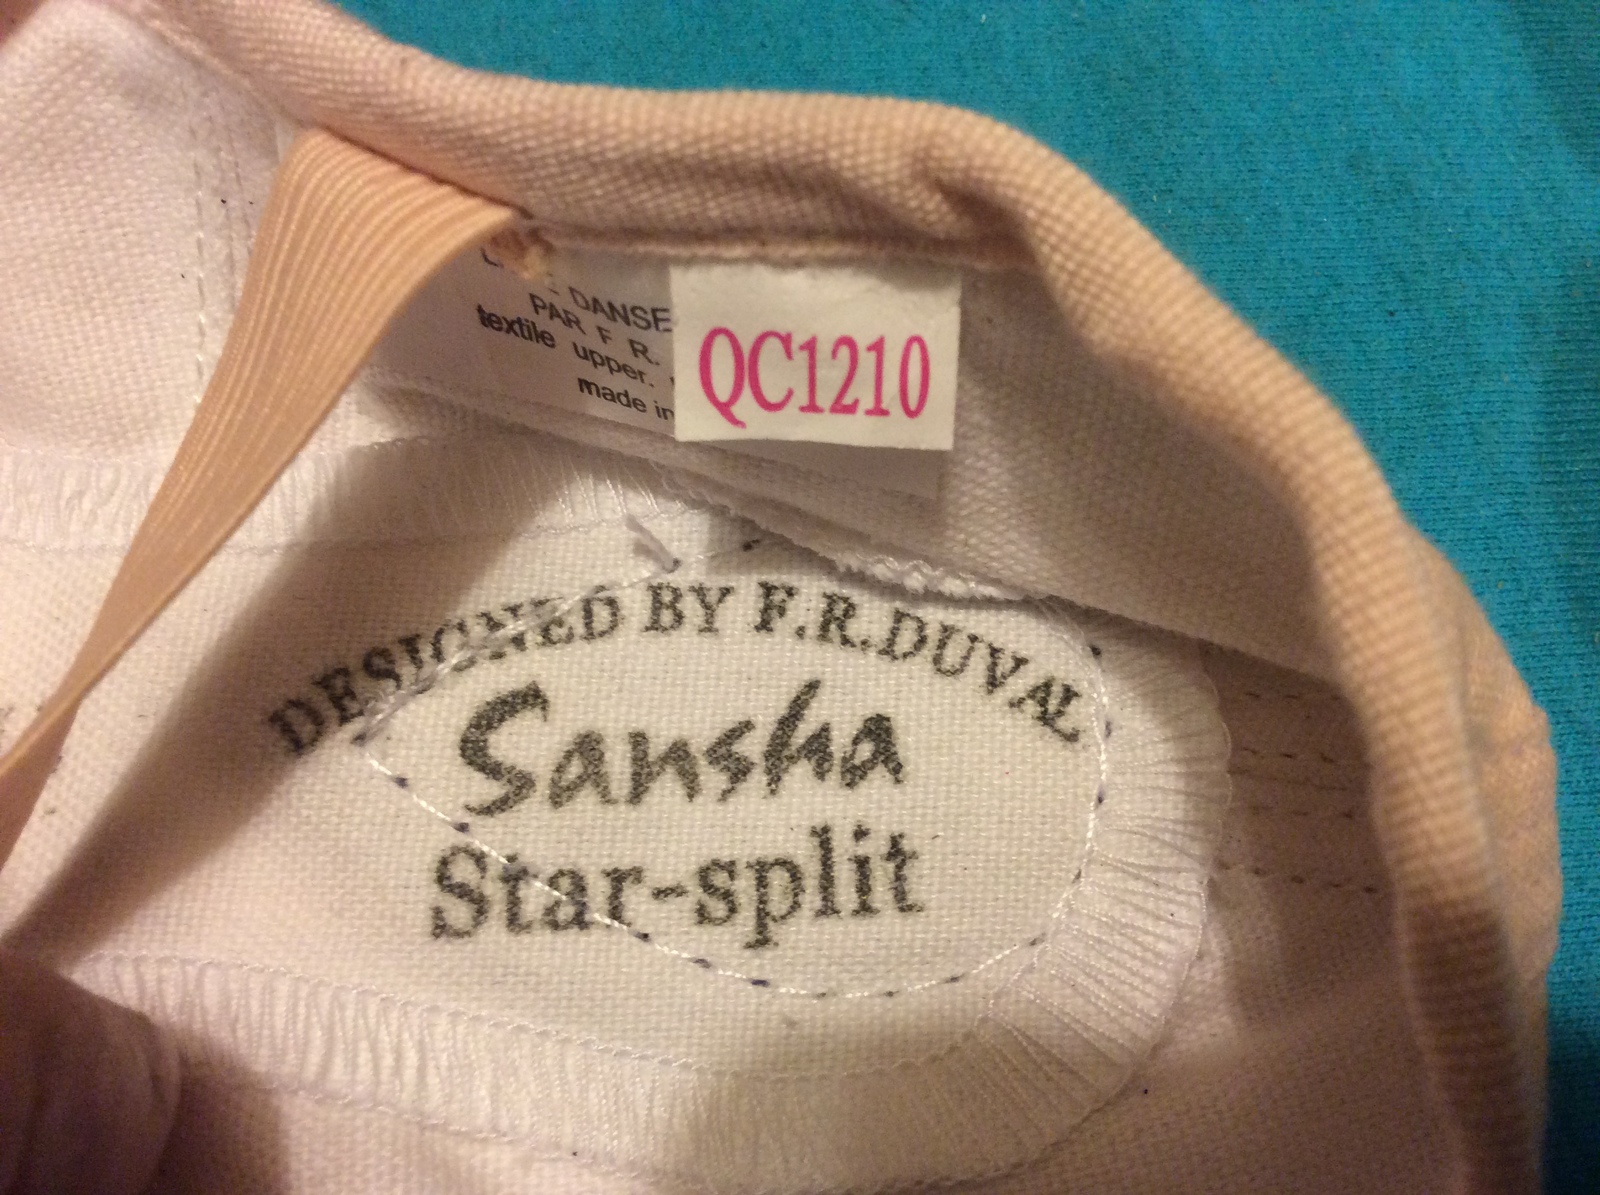 DANSE
PAR F R.
textile upper.
made in
QC1210
DESIGNED BY F.R.DUVAL
Sansha
Star-split